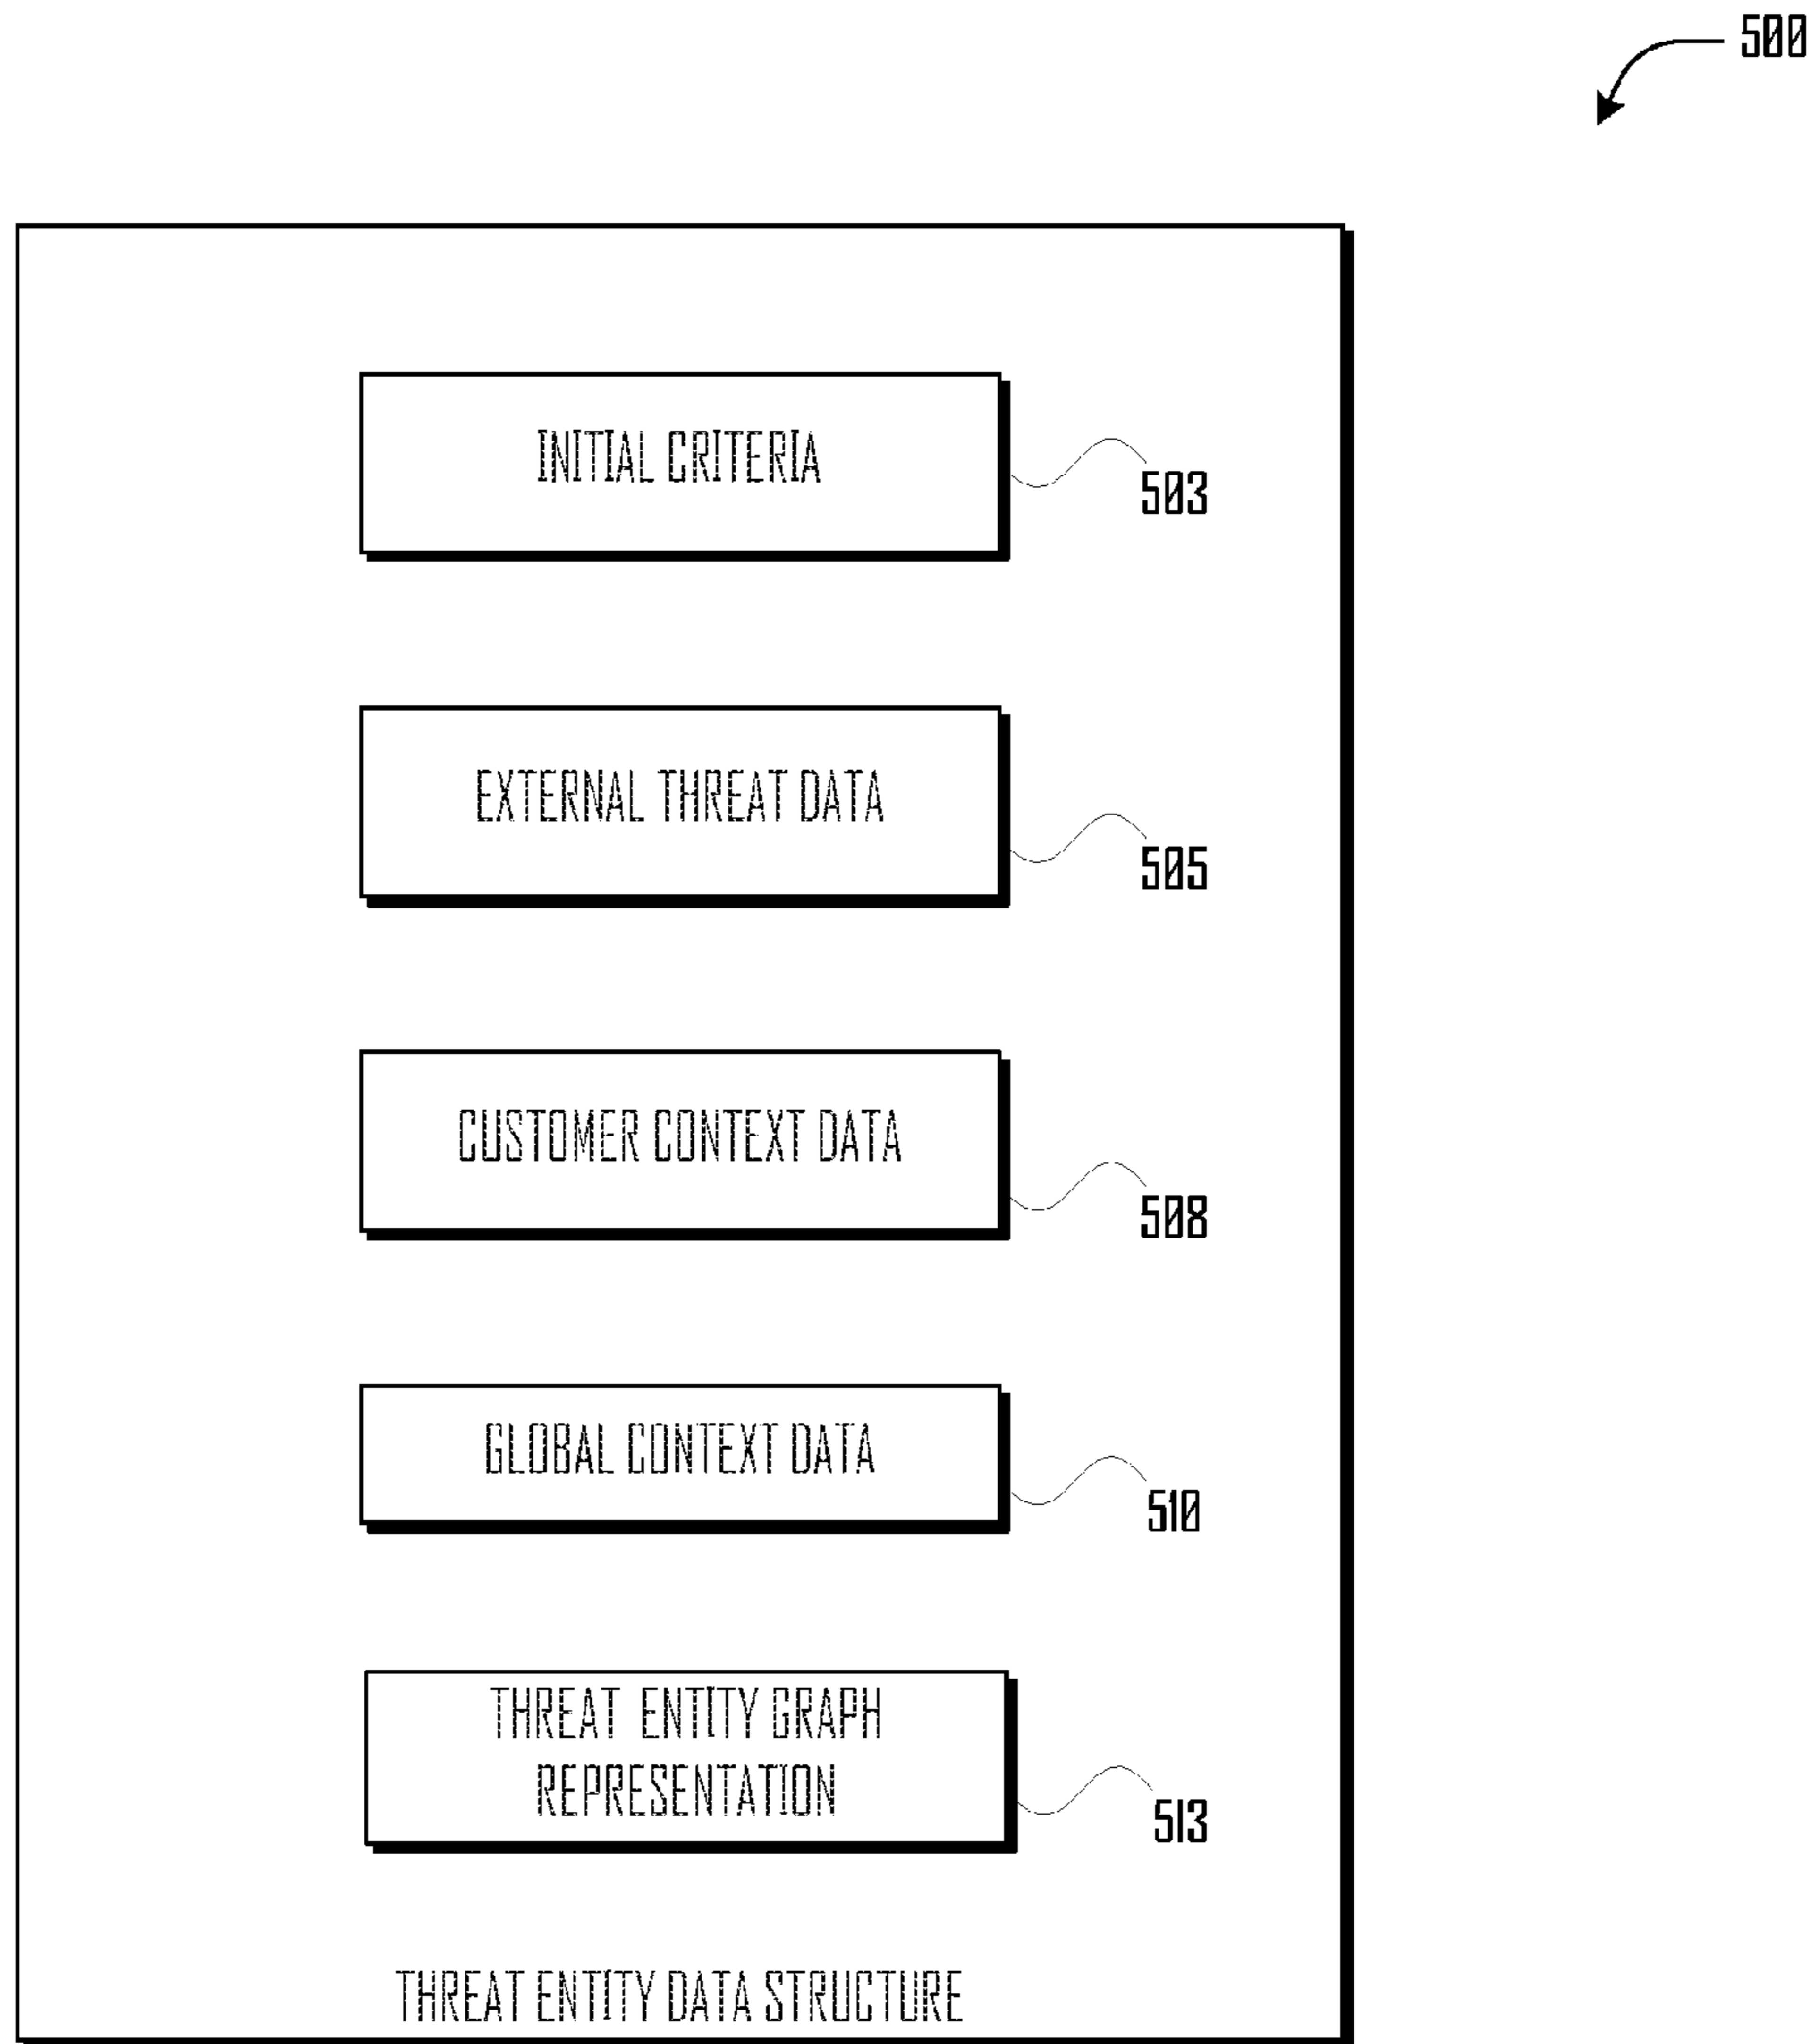 500
INITIAL CRITERIA
503
EXTERNAL THREAT DATA
505
CUSTOMER CONTEXT DATA
508
GLOBAL CONTEXT DATA
510
THREAT ENTITY GRAPH
REPRESENTATION
513
THREAT ENTITY DATA STRUCTURE